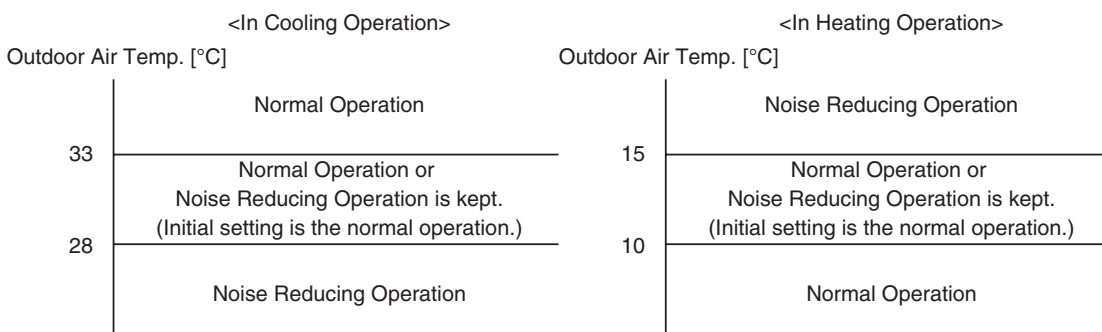 <In Cooling Operation>
Outdoor Air Temp. [°C]
Normal Operation
33
Normal Operation or
Noise Reducing Operation is kept.
(Initial setting is the normal operation.)
28
Noise Reducing Operation
<In Heating Operation>
Outdoor Air Temp. [°C]
Noise Reducing Operation
15
Normal Operation or
Noise Reducing Operation is kept.
(Initial setting is the normal operation.)
10
Normal Operation